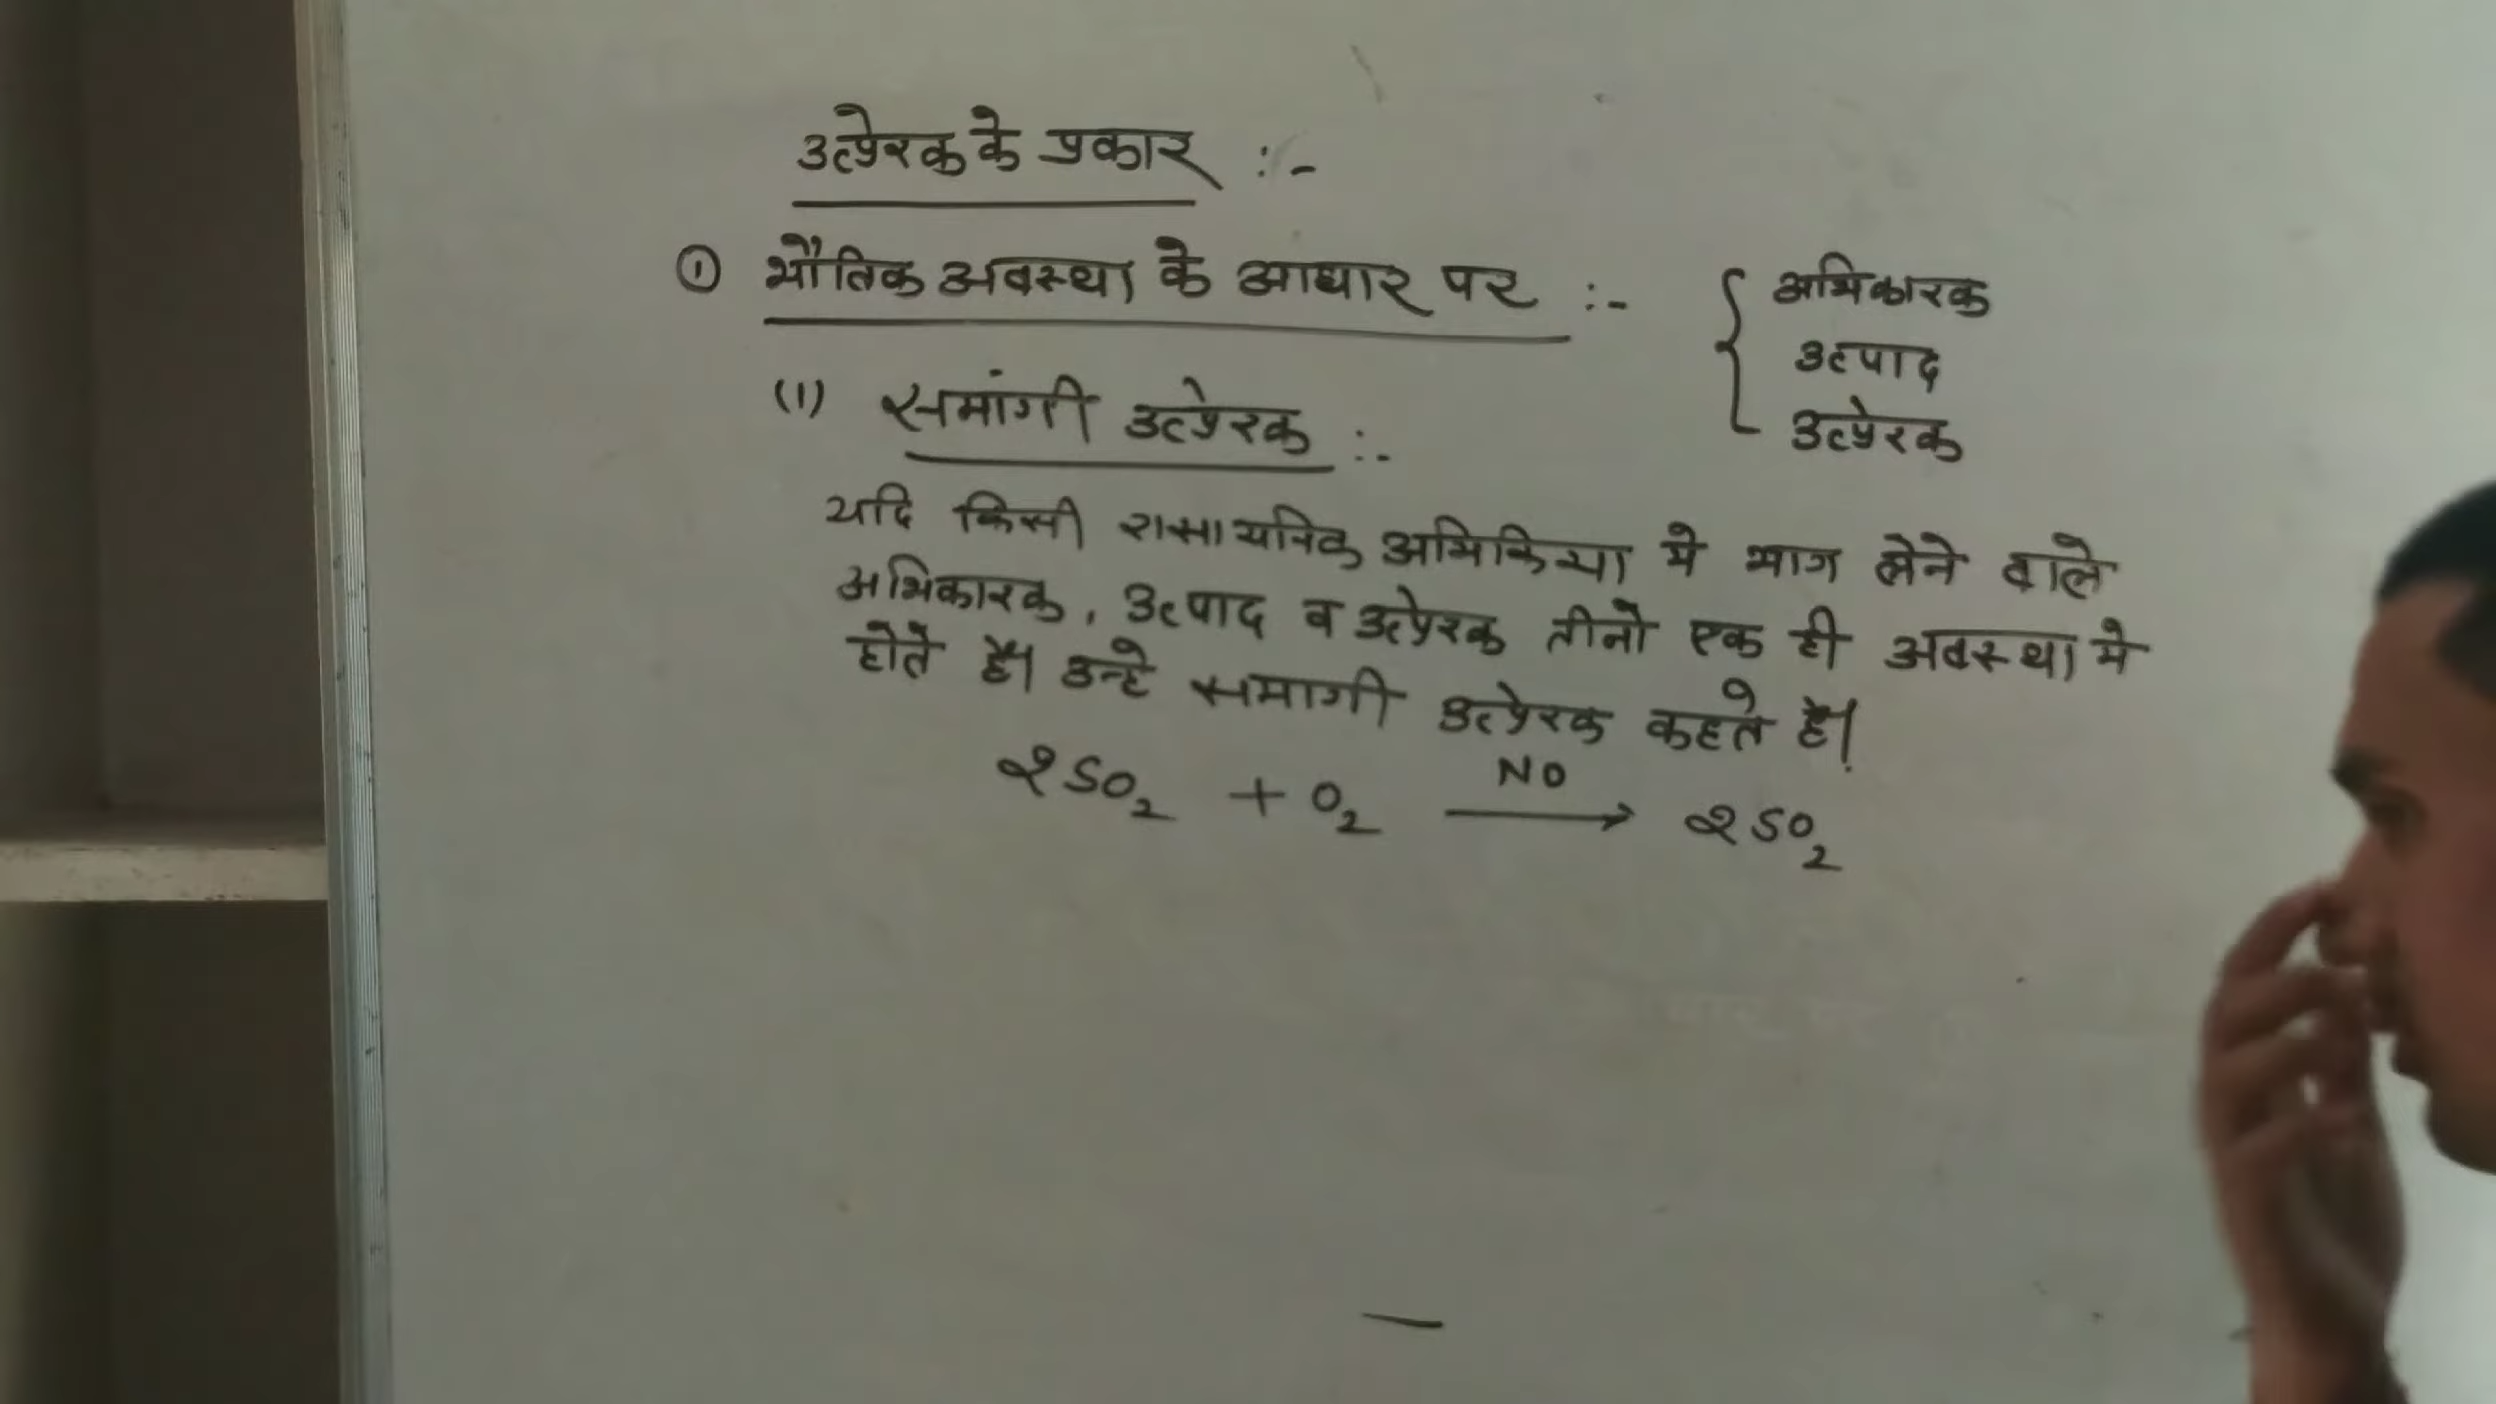 उत्प्रेरक के प्रकार :-
① भौतिक अवस्था के आधार पर :-
{ अभिकारक
उत्पाद
उत्प्रेरक
(1) समांगी उत्प्रेरक :-
यदि किसी रासायनिक अभिक्रिया मे भाग लेने वाले
अभिकारक, उत्पाद व उत्प्रेरक तीनो एक ही अवस्था मे
होते है। उन्हे समागी उत्प्रेरक कहते है।
2SO₂ + O₂ —NO→ 2SO₂